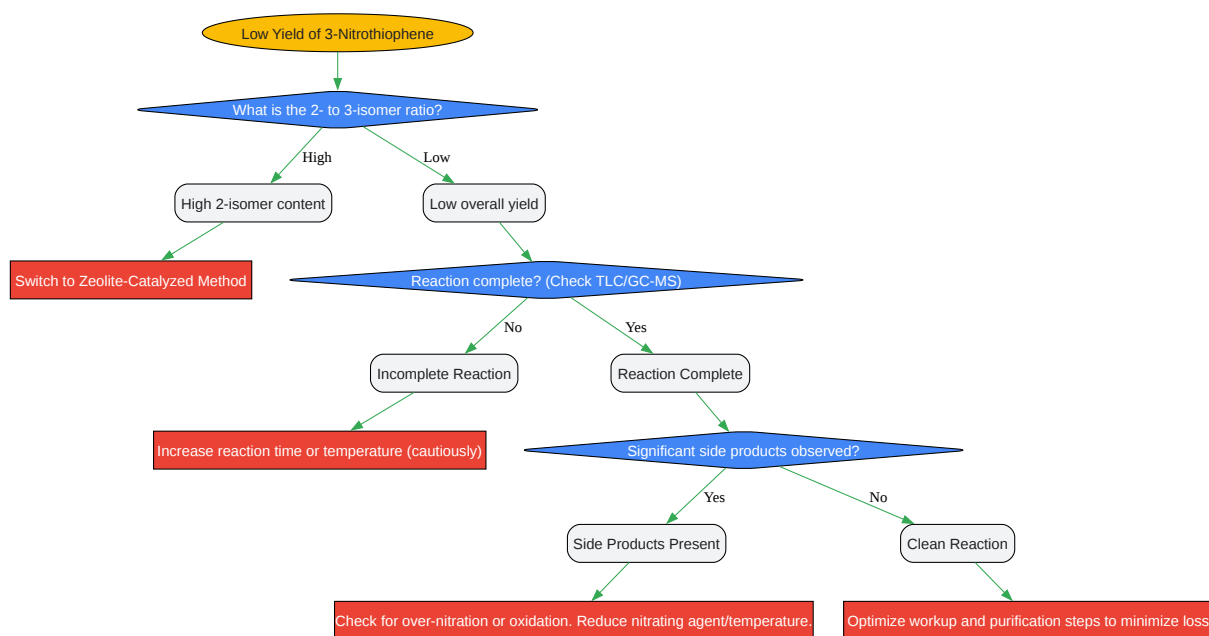 Low Yield of 3-Nitrothiophene
What is the 2- to 3-isomer ratio?
High
Low
High 2-isomer content
Low overall yield
Switch to Zeolite-Catalyzed Method
Reaction complete? (Check TLC/GC-MS)
No
Yes
Incomplete Reaction
Reaction Complete
Increase reaction time or temperature (cautiously)
Significant side products observed?
Yes
No
Side Products Present
Clean Reaction
Check for over-nitration or oxidation. Reduce nitrating agent/temperature.
Optimize workup and purification steps to minimize loss